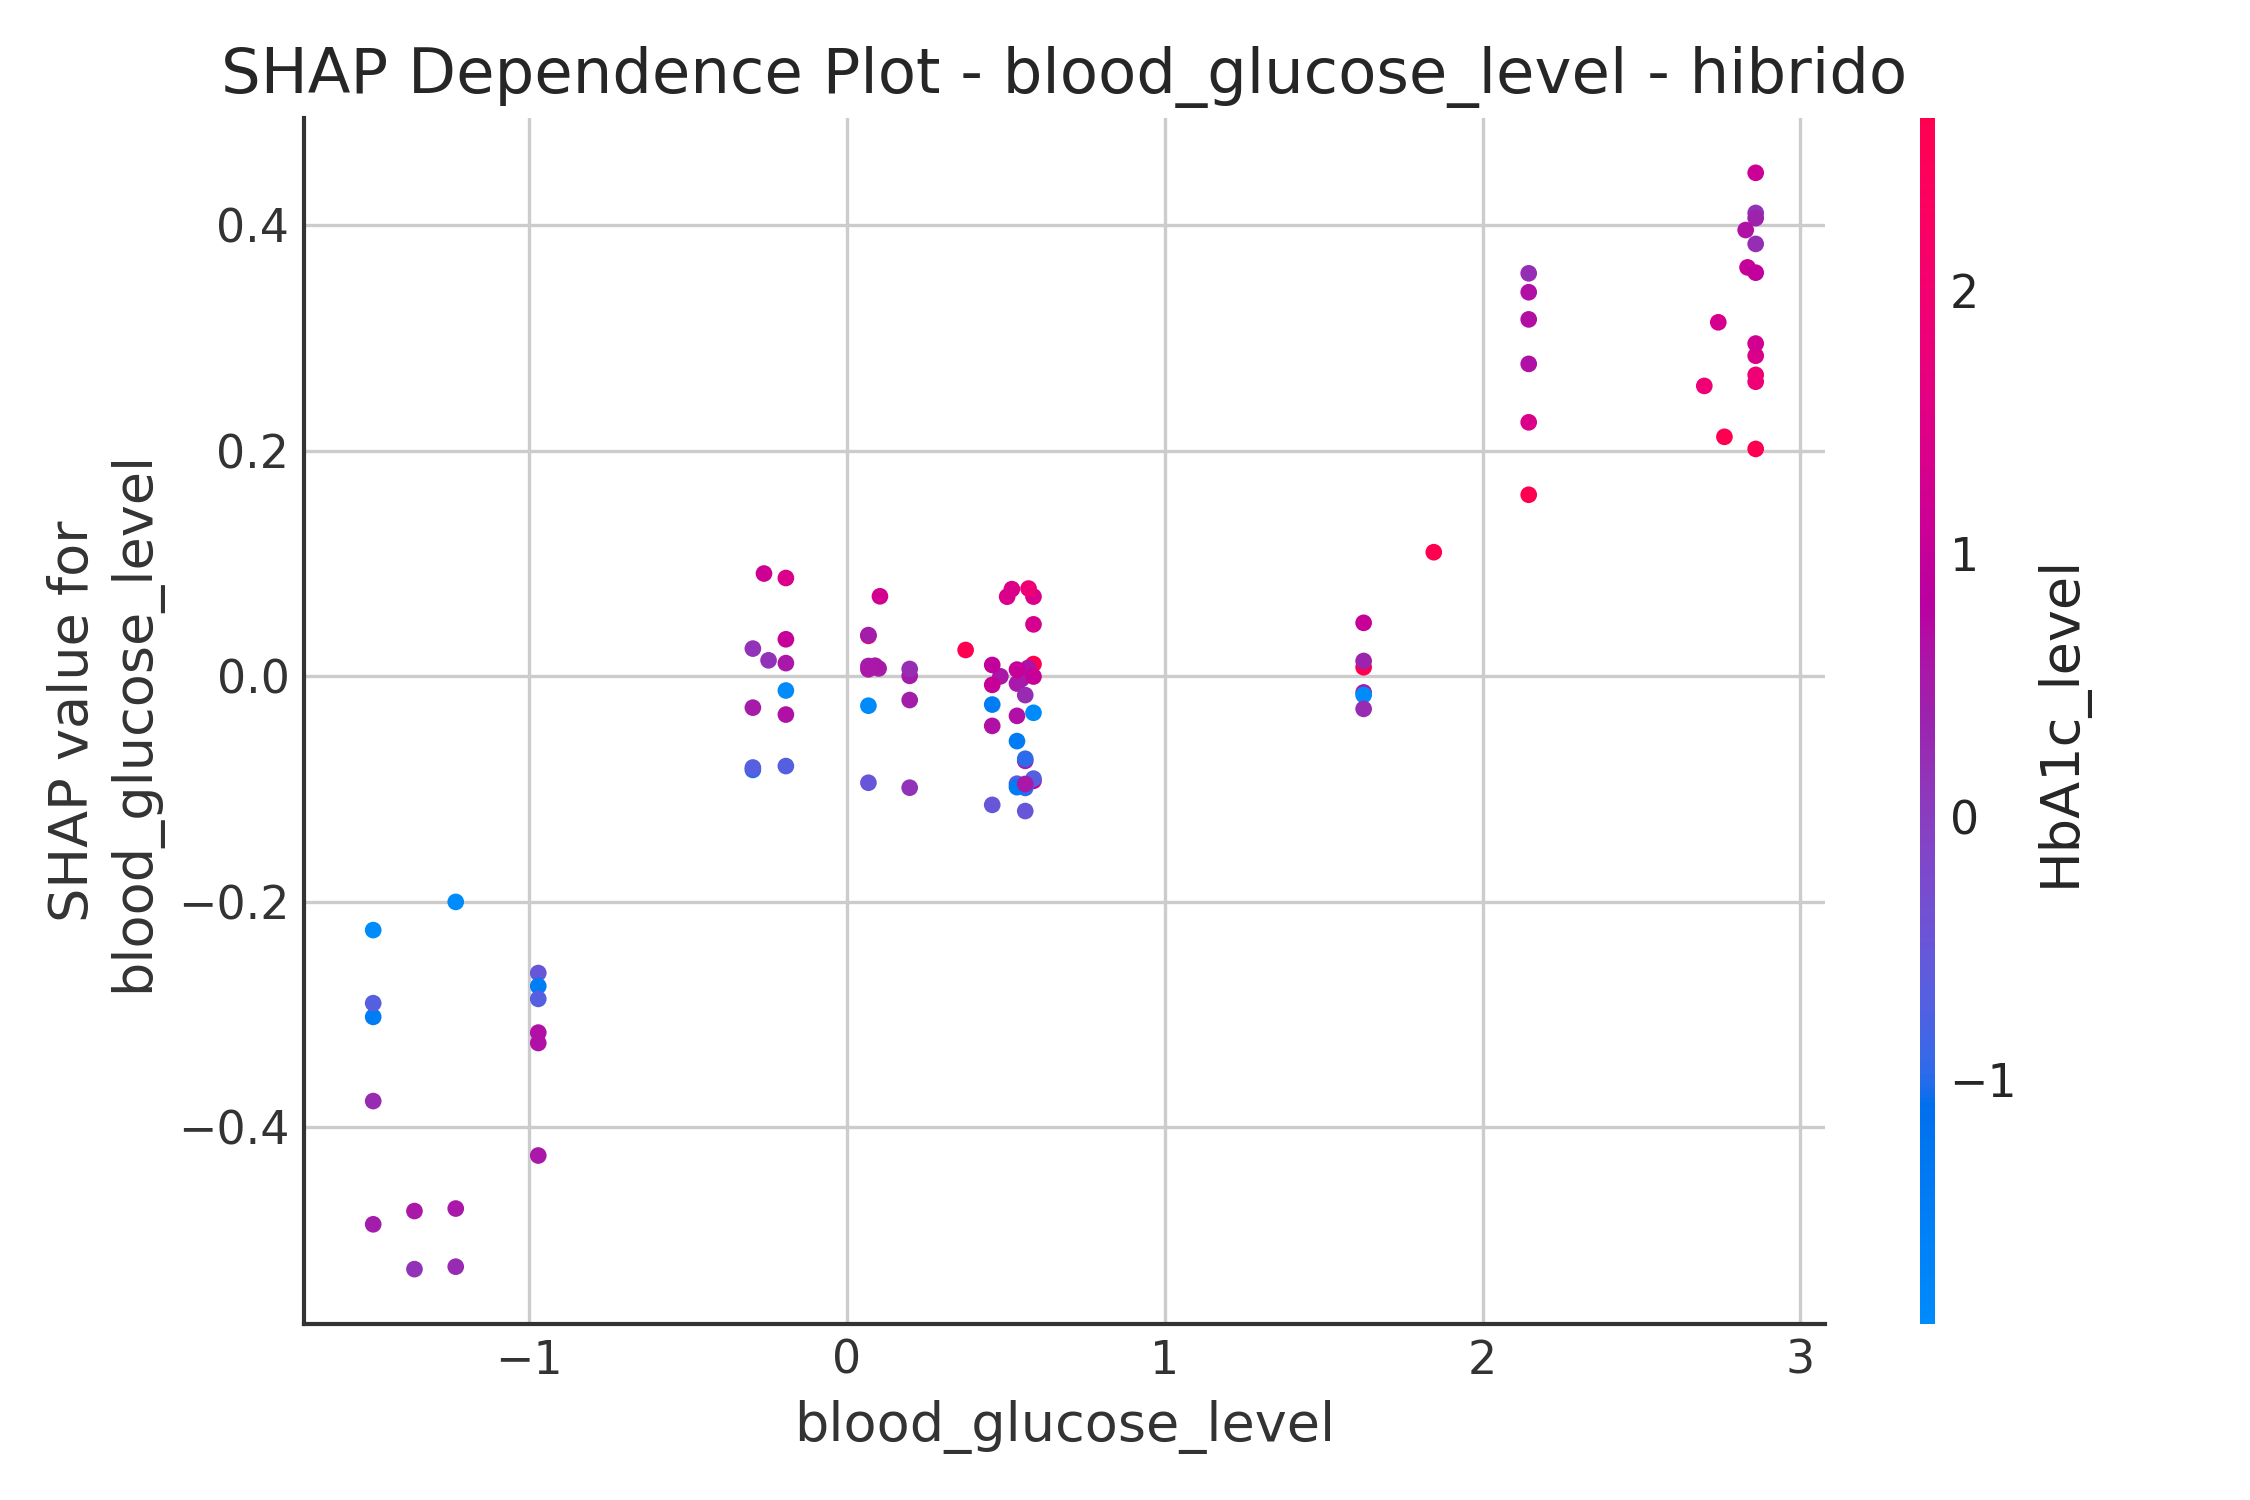 SHAP Dependence Plot - blood_glucose_level - hibrido
SHAP value for
blood_glucose_level
0.4
0.2
0.0
−0.2
−0.4
−1
0
1
2
3
blood_glucose_level
2
1
0
−1
HbA1c_level